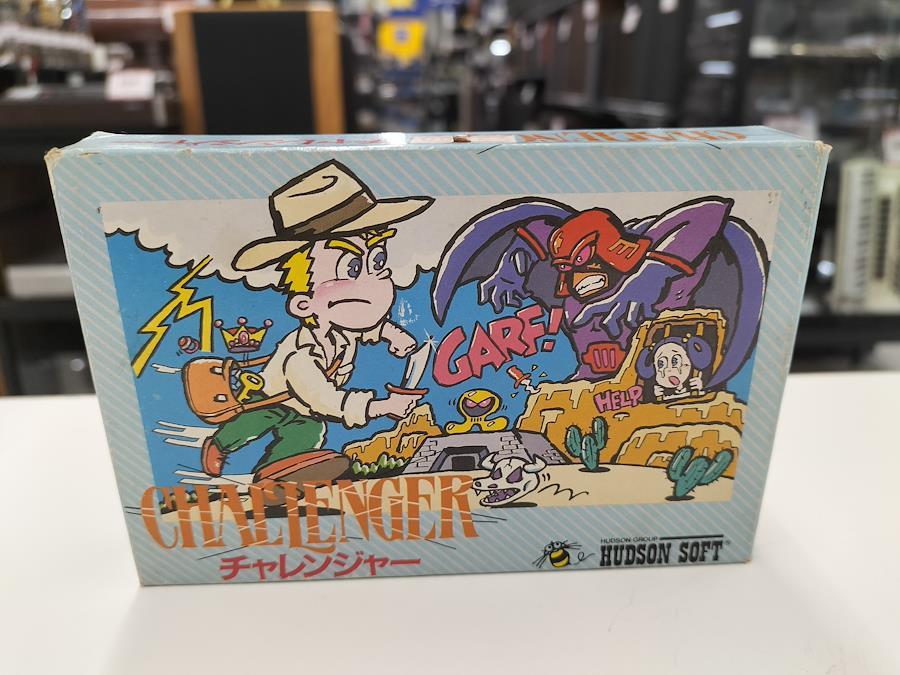 GARF!
HELP
CHALLENGER
チャレンジャー
HUDSON GROUP
HUDSON SOFT